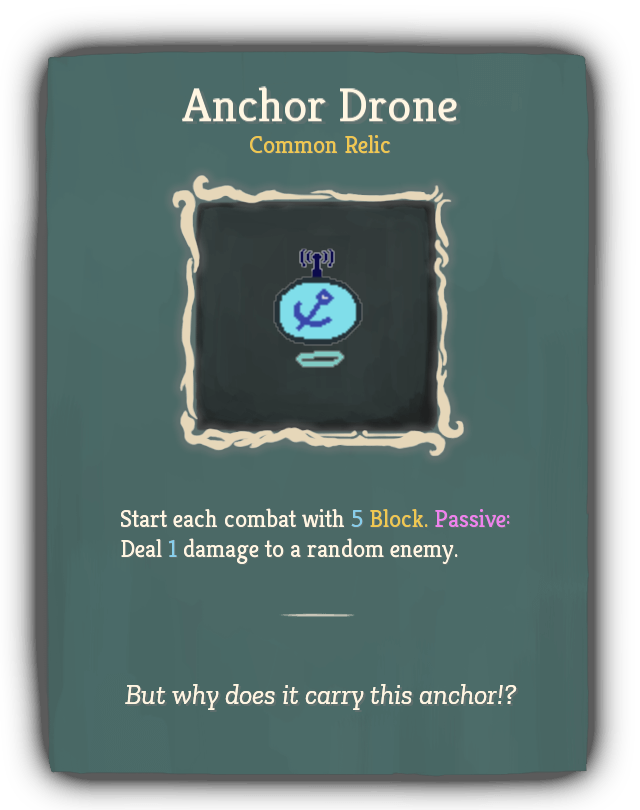 Anchor Drone
Common Relic
Start each combat with 5 Block. Passive:
Deal 1 damage to a random enemy.
But why does it carry this anchor!?